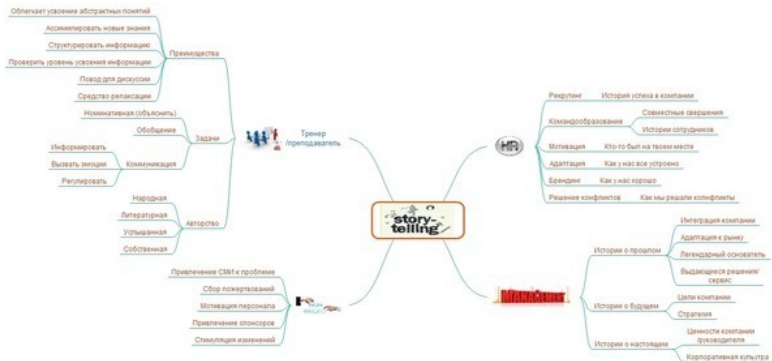 Облегчает усвоение абстрактных понятий
Ассимилировать новые знания
Структурировать информацию
Проверить уровень усвоения информации
Повод для дискуссии
Средство релаксации
Преимущества
Номинативная (объяснить)
Обобщение
Задачи
Информировать
Вызвать эмоции
Регулировать
Коммуникация
Народная
Литературная
Услышанная
Собственная
Авторство
Тренер
/преподаватель
Привлечение СМИ к проблеме
Сбор пожертвований
Мотивация персонала
Привлечение спонсоров
Стимуляция изменений
story-
telling
HR
Рекрутинг
История успеха в компании
Командообразование
Совместные свершения
Истории сотрудников
Мотивация
Кто-то был на твоем месте
Адаптация
Как у нас все устроено
Брендинг
Как у нас хорошо
Решение конфликтов
Как мы решали конфликты
MANAGEMENT
Истории о прошлом
Интеграция компании
Адаптация к рынку
Легендарный основатель
Выдающиеся решения/
сервис
Истории о будущем
Цели компании
Стратегия
Истории о настоящем
Ценности компании
/руководителя
Корпоративная культура